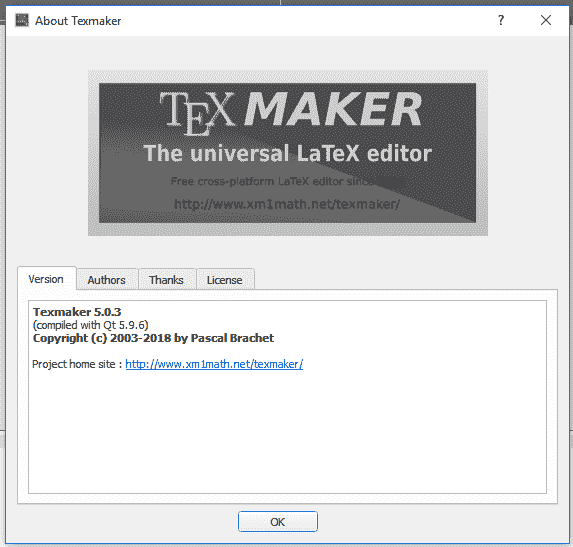 About Texmaker
?
TEX MAKER
The universal LaTeX editor
Free cross-platform LaTeX editor since
http://www.xm1math.net/texmaker/
Version Authors Thanks License
Texmaker 5.0.3
(compiled with Qt 5.9.6)
Copyright (c) 2003-2018 by Pascal Brachet
Project home site : http://www.xm1math.net/texmaker/
OK